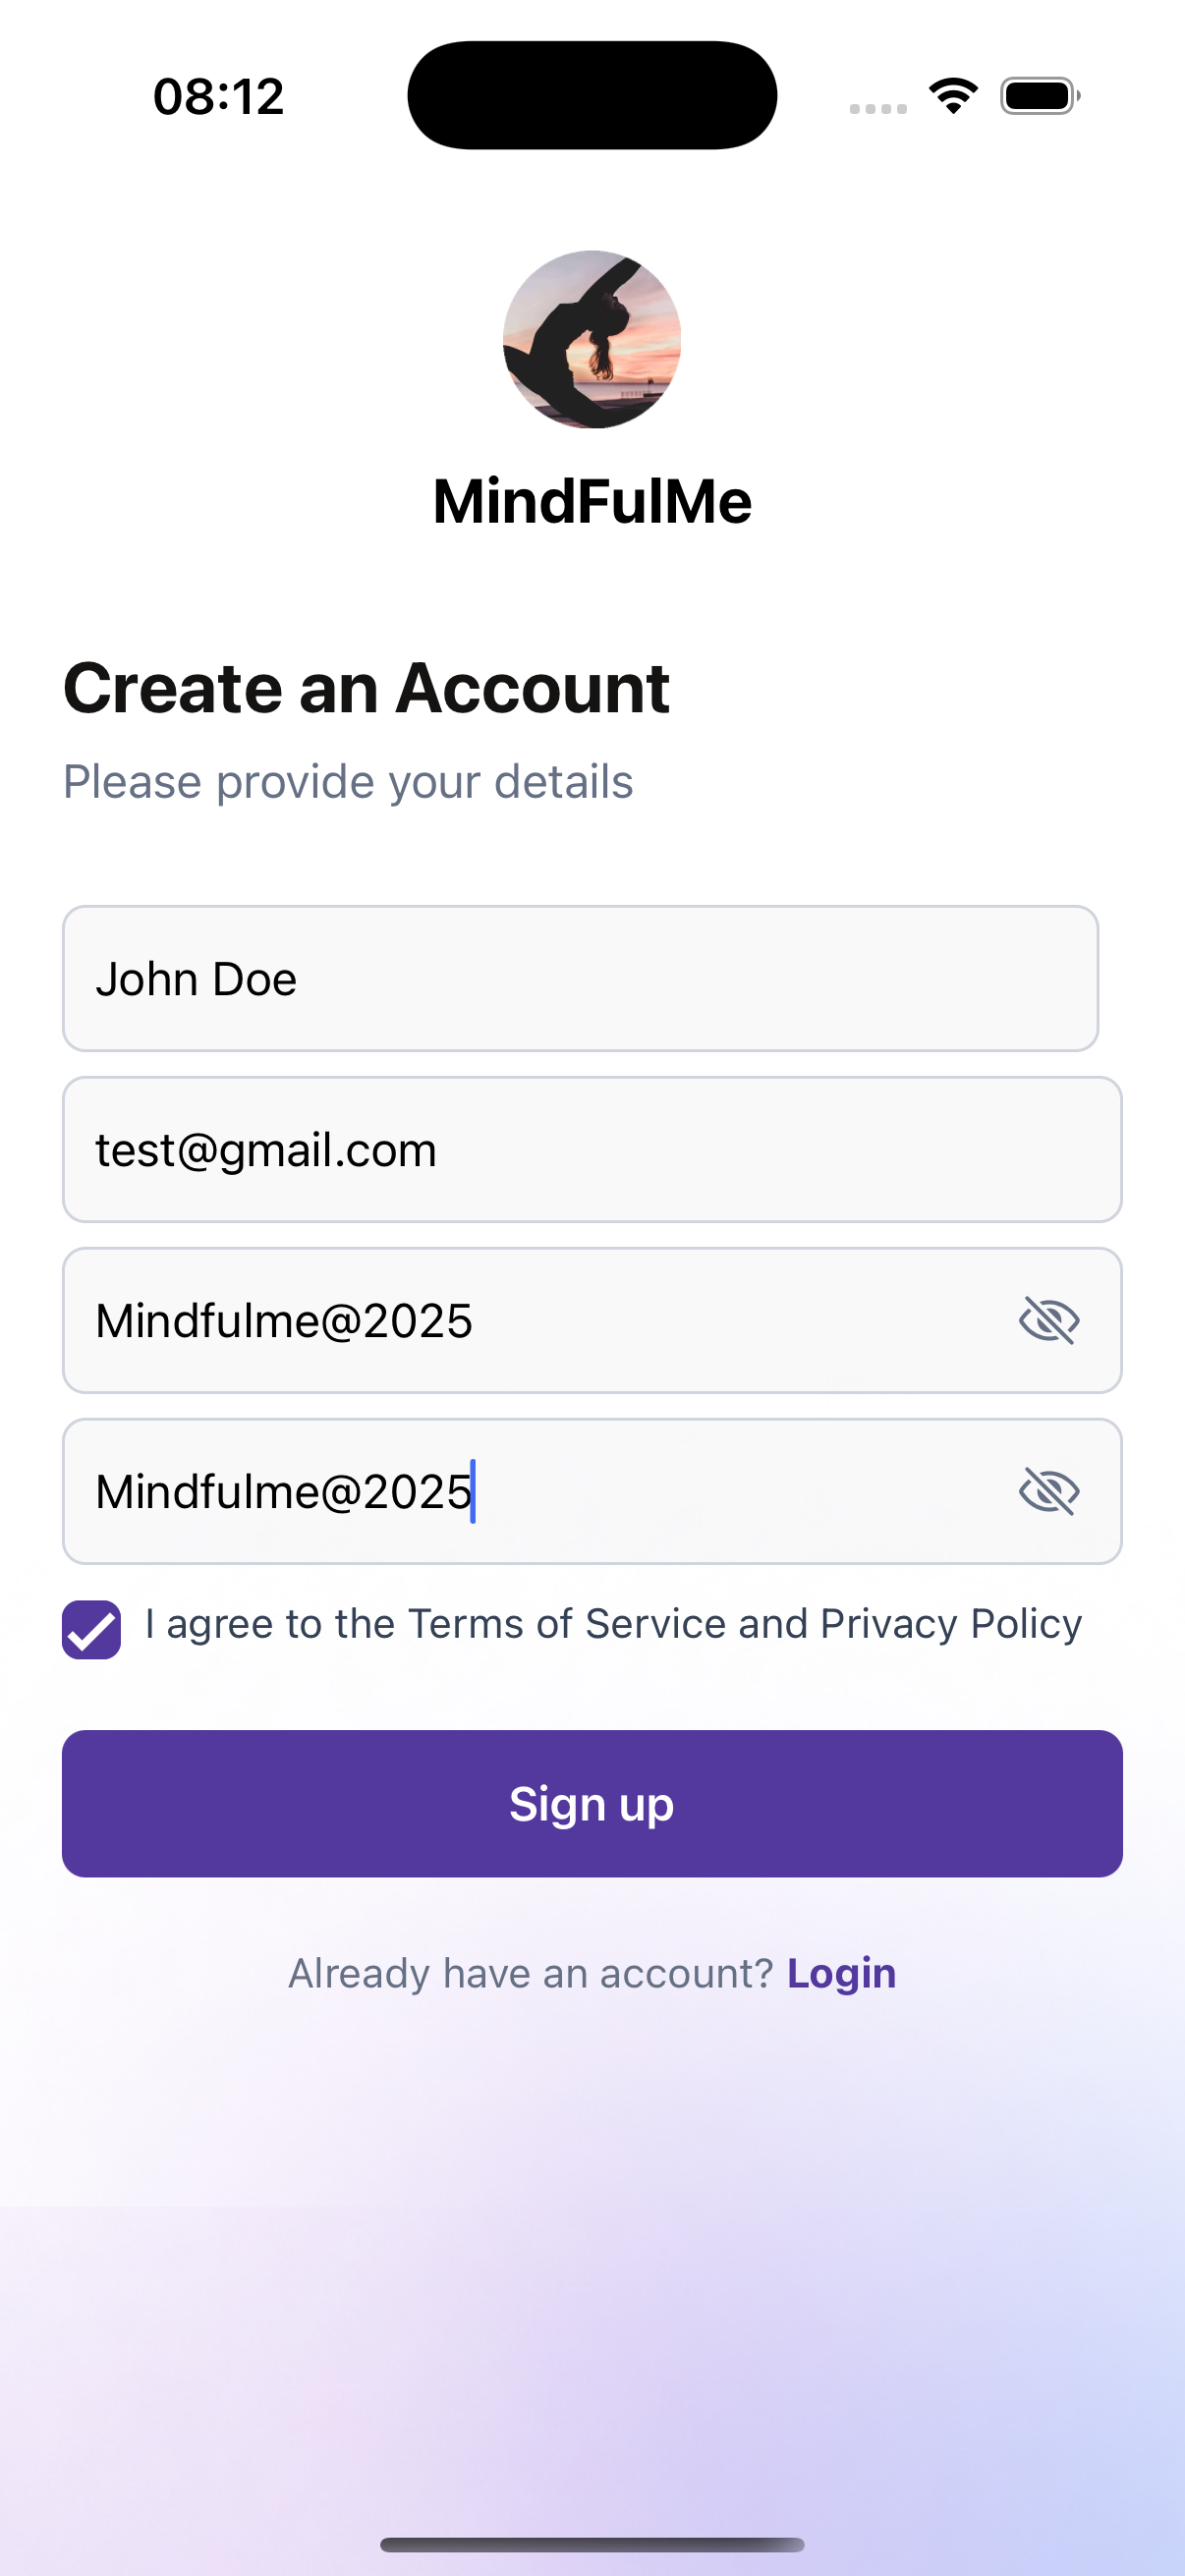 08:12
MindFulMe
Create an Account
Please provide your details
John Doe
test@gmail.com
Mindfulme@2025
Mindfulme@2025
I agree to the Terms of Service and Privacy Policy
Sign up
Already have an account? Login